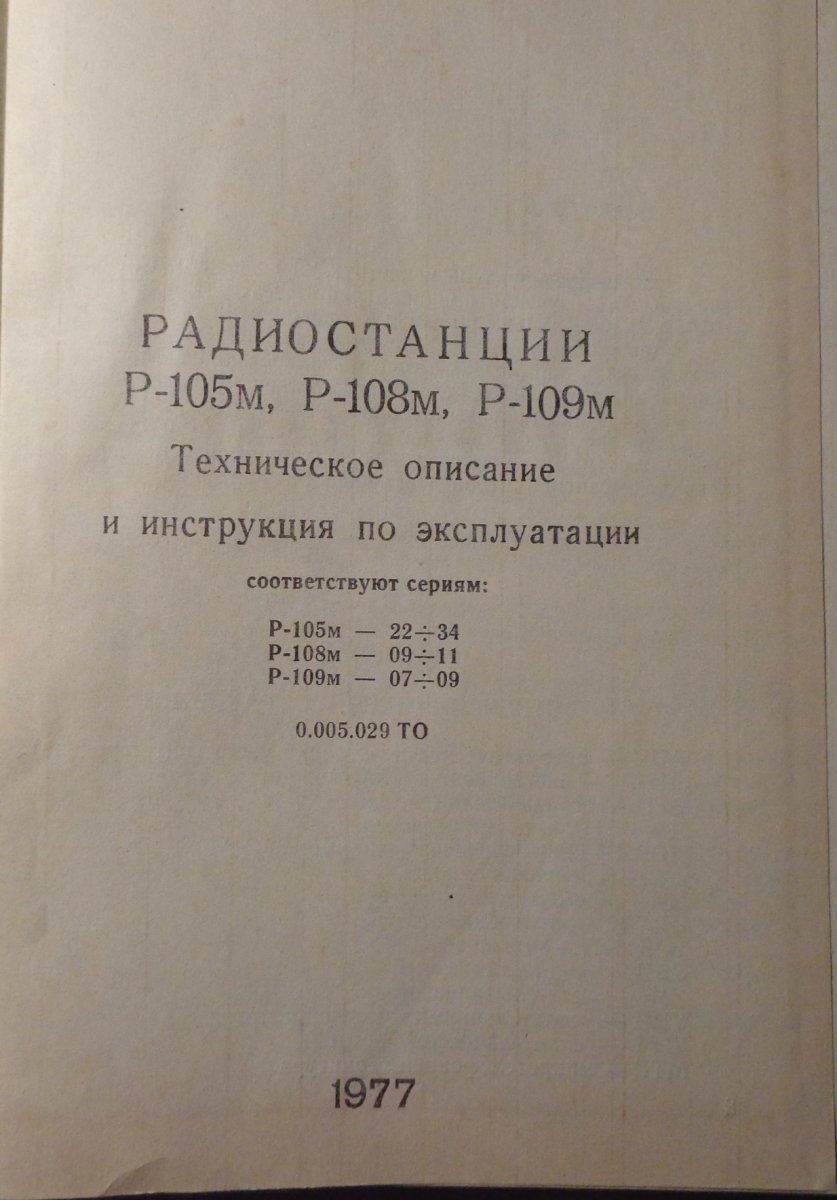 РАДИОСТАНЦИИ
Р-105м, Р-108м, Р-109м
Техническое описание
и инструкция по эксплуатации
соответствуют сериям:
Р-105м — 22÷34
Р-108м — 09÷11
Р-109м — 07÷09
0.005.029 ТО
1977